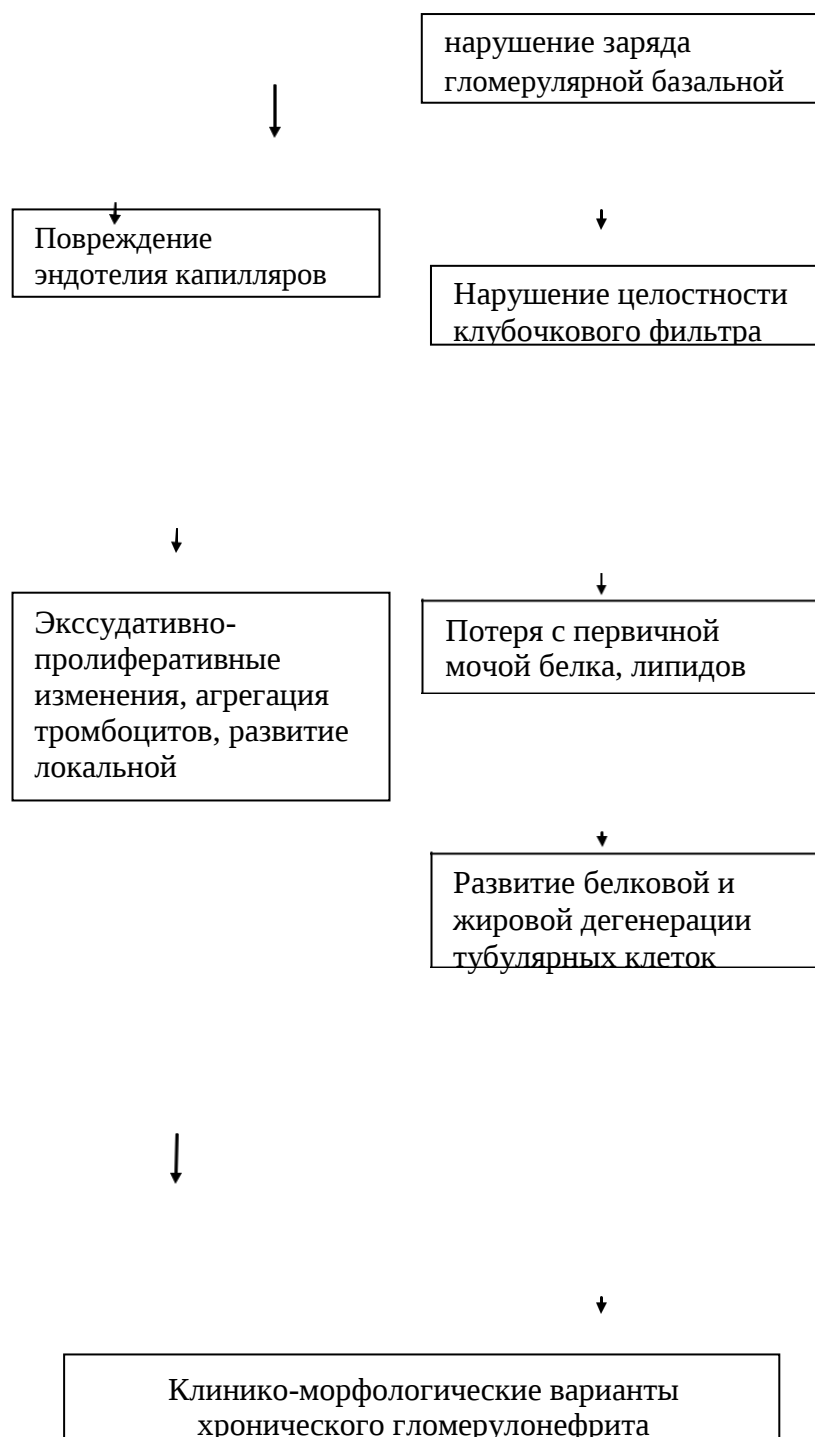 нарушение заряда
гломерулярной базальной
Повреждение
эндотелия капилляров
Нарушение целостности
клубочкового фильтра
Экссудативно-
пролиферативные
изменения, агрегация
тромбоцитов, развитие
локальной
Потеря с первичной
мочой белка, липидов
Развитие белковой и
жировой дегенерации
тубулярных клеток
Клинико-морфологические варианты
хронического гломерулонефрита